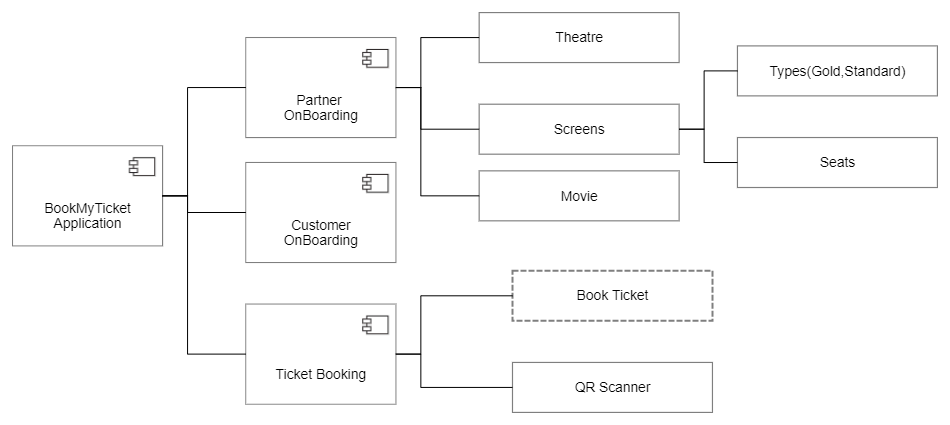 Theatre
Types(Gold,Standard)
Partner
OnBoarding
Screens
Seats
BookMyTicket
Application
Movie
Customer
OnBoarding
Book Ticket
Ticket Booking
QR Scanner